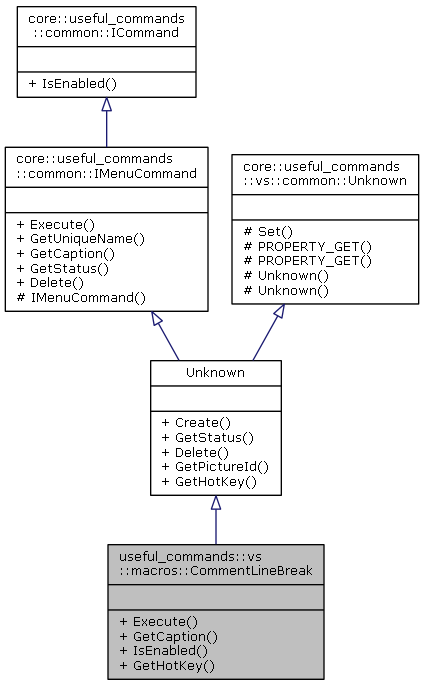 core::useful_commands
::common::ICommand
+ IsEnabled()
core::useful_commands
::common::IMenuCommand
+ Execute()
+ GetUniqueName()
+ GetCaption()
+ GetStatus()
+ Delete()
# IMenuCommand()
core::useful_commands
::vs::common::Unknown
# Set()
# PROPERTY_GET()
# PROPERTY_GET()
# Unknown()
# Unknown()
Unknown
+ Create()
+ GetStatus()
+ Delete()
+ GetPictureId()
+ GetHotKey()
useful_commands::vs
::macros::CommentLineBreak
+ Execute()
+ GetCaption()
+ IsEnabled()
+ GetHotKey()